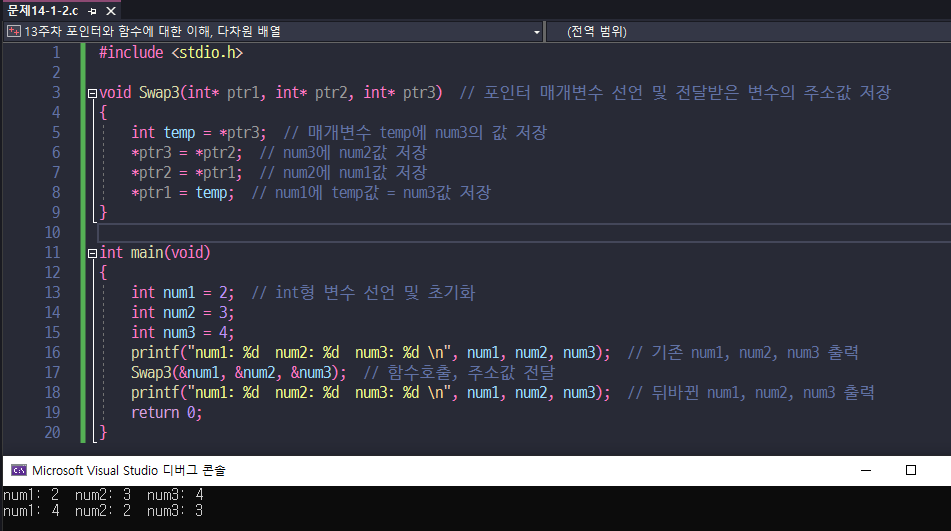 문제14-1-2.c
13주차 포인터와 함수에 대한 이해, 다차원 배열 (전역 범위)
1 #include <stdio.h>
2
3 void Swap3(int* ptr1, int* ptr2, int* ptr3)  // 포인터 매개변수 선언 및 전달받은 변수의 주소값 저장
4 {
5     int temp = *ptr3;  // 매개변수 temp에 num3의 값 저장
6     *ptr3 = *ptr2;  // num3에 num2값 저장
7     *ptr2 = *ptr1;  // num2에 num1값 저장
8     *ptr1 = temp;  // num1에 temp값 = num3값 저장
9 }
10
11 int main(void)
12 {
13     int num1 = 2;  // int형 변수 선언 및 초기화
14     int num2 = 3;
15     int num3 = 4;
16     printf("num1: %d  num2: %d  num3: %d \n", num1, num2, num3);  // 기존 num1, num2, num3 출력
17     Swap3(&num1, &num2, &num3);  // 함수호출, 주소값 전달
18     printf("num1: %d  num2: %d  num3: %d \n", num1, num2, num3);  // 뒤바뀐 num1, num2, num3 출력
19     return 0;
20 }
Microsoft Visual Studio 디버그 콘솔
num1: 2  num2: 3  num3: 4
num1: 4  num2: 2  num3: 3